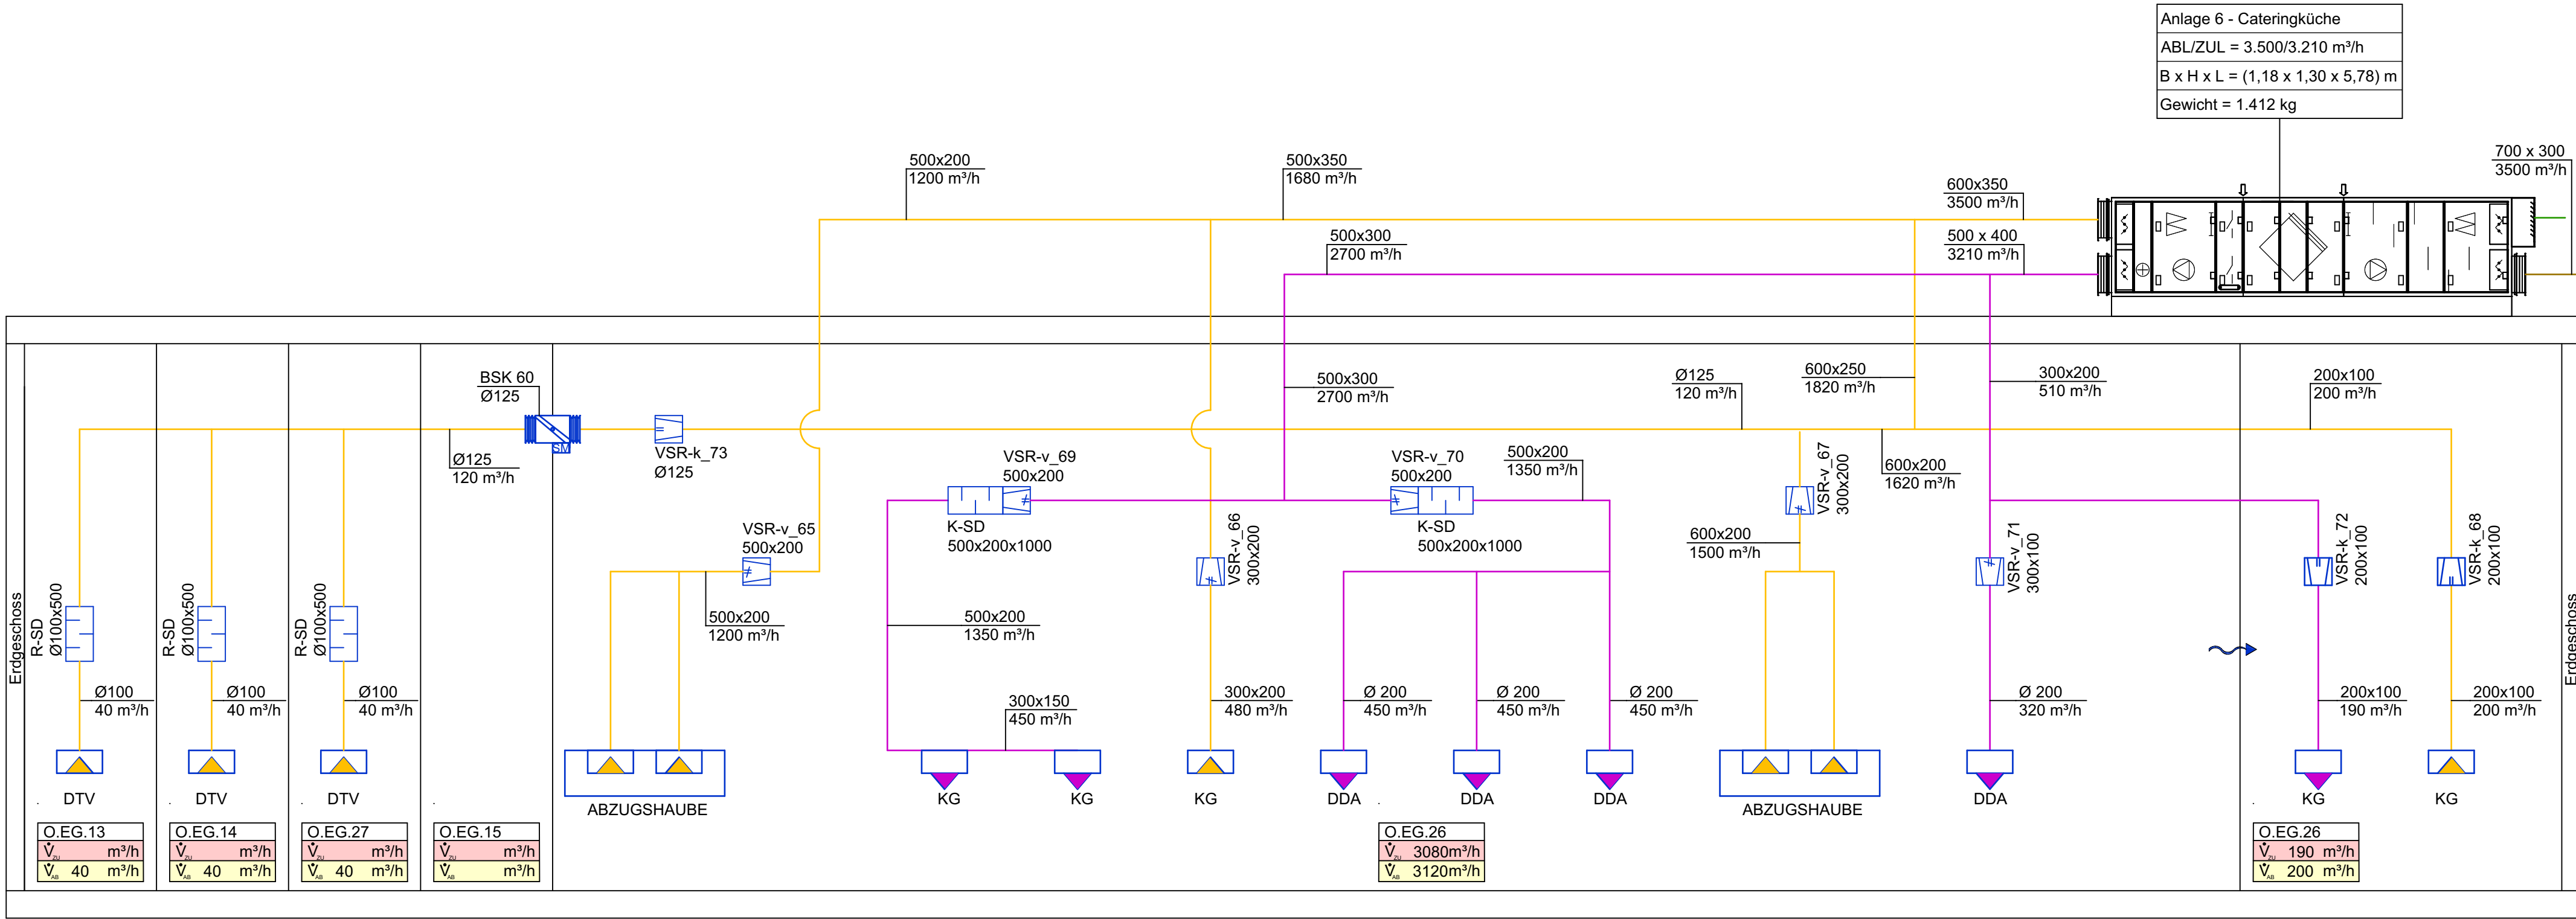 Anlage 6 - Cateringküche
ABL/ZUL = 3.500/3.210 m³/h
B x H x L = (1,18 x 1,30 x 5,78) m
Gewicht = 1.412 kg
700 x 300
3500 m³/h
500x200
1200 m³/h
500x350
1680 m³/h
600x350
3500 m³/h
500x300
2700 m³/h
500 x 400
3210 m³/h
BSK 60
Ø125
SM
VSR-k_73
Ø125
Ø125
120 m³/h
500x300
2700 m³/h
Ø125
120 m³/h
600x250
1820 m³/h
300x200
510 m³/h
200x100
200 m³/h
VSR-v_69
500x200
K-SD
500x200x1000
VSR-v_70
500x200
K-SD
500x200x1000
500x200
1350 m³/h
VSR-v_67
300x200
600x200
1620 m³/h
VSR-v_65
500x200
VSR-v_66
300x200
600x200
1500 m³/h
VSR-v_71
300x100
VSR-k_72
200x100
VSR-k_68
200x100
Erdgeschoss
R-SD
Ø100x500
R-SD
Ø100x500
R-SD
Ø100x500
500x200
1200 m³/h
500x200
1350 m³/h
Erdgeschoss
Ø100
40 m³/h
Ø100
40 m³/h
Ø100
40 m³/h
300x150
450 m³/h
300x200
480 m³/h
Ø 200
450 m³/h
Ø 200
450 m³/h
Ø 200
450 m³/h
Ø 200
320 m³/h
200x100
190 m³/h
200x100
200 m³/h
DTV
DTV
DTV
ABZUGSHAUBE
KG
KG
KG
DDA
DDA
DDA
ABZUGSHAUBE
DDA
KG
KG
O.EG.13
V̇ZU m³/h
V̇AB 40 m³/h
O.EG.14
V̇ZU m³/h
V̇AB 40 m³/h
O.EG.27
V̇ZU m³/h
V̇AB 40 m³/h
O.EG.15
V̇ZU m³/h
V̇AB m³/h
O.EG.26
V̇ZU 3080m³/h
V̇AB 3120m³/h
O.EG.26
V̇ZU 190 m³/h
V̇AB 200 m³/h